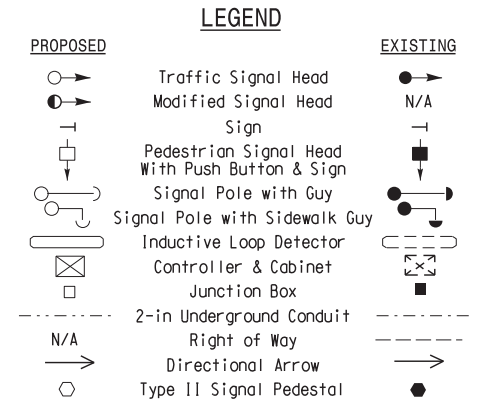 LEGEND
PROPOSED EXISTING
Traffic Signal Head
Modified Signal Head N/A
Sign
Pedestrian Signal Head
With Push Button & Sign
Signal Pole with Guy
Signal Pole with Sidewalk Guy
Inductive Loop Detector
Controller & Cabinet
Junction Box
2-in Underground Conduit
N/A Right of Way
Directional Arrow
Type II Signal Pedestal